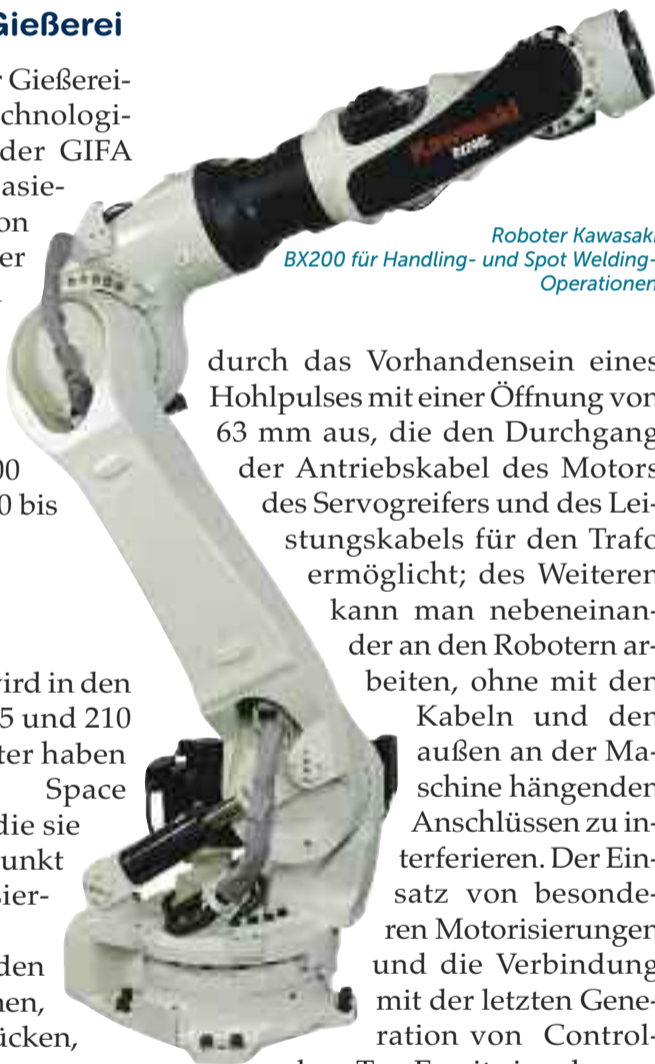 Gießerei
Gießerei-
chnologi-
der GIFA
asie-
on
er
Kawasaki
BX200L
Roboter Kawasaki
BX200 für Handling- und Spot Welding-
Operationen
00
0 bis
wird in den
5 und 210
ter haben
Space
die sie
unkt
sier-
den
nen,
ücken,
durch das Vorhandensein eines
Hohlpulses mit einer Öffnung von
63 mm aus, die den Durchgang
der Antriebskabel des Motors
des Servogreifers und des Lei-
stungskabels für den Trafo
ermöglicht; des Weiteren
kann man nebeneinan-
der an den Robotern ar-
beiten, ohne mit den
Kabeln und den
außen an der Ma-
schine hängenden
Anschlüssen zu in-
terferieren. Der Ein-
satz von besonde-
ren Motorisierungen
und die Verbindung
mit der letzten Gene-
ration von Control-